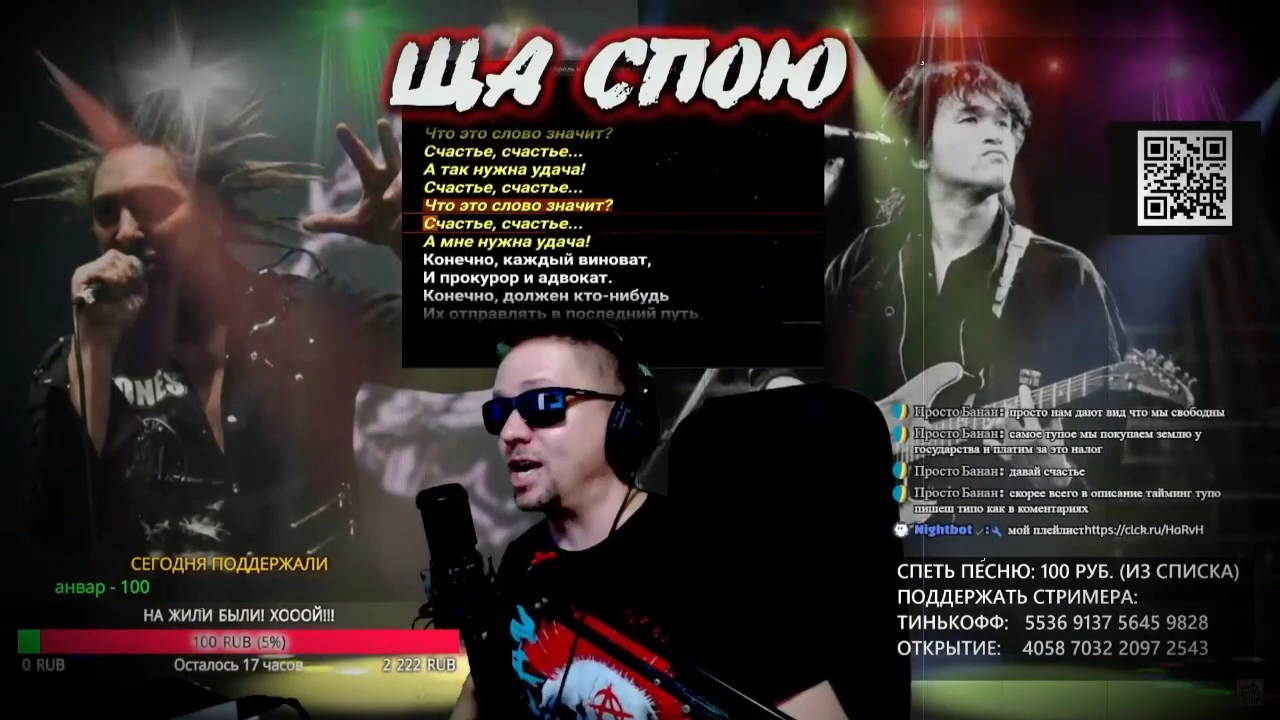 ЩА СПОЮ
Что это слово значит?
Счастье, счастье...
А так нужна удача!
Счастье, счастье...
Что это слово значит?
Счастье, счастье...
А мне нужна удача!
Конечно, каждый виноват,
И прокурор и адвокат.
Конечно, должен кто-нибудь
Их отправлять в последний путь.
ONES
Просто Банан: просто нам дают вид что мы свободны
Просто Банан: самое тупое мы покупаем землю у
государства и платим за это налог
Просто Банан: давай счастье
Просто Банан: скорее всего в описание тайминг тупо
пишеш типо как в коментариях
Nightbot : мой плейлистhttps://clck.ru/HaRvH
СЕГОДНЯ ПОДДЕРЖАЛИ
анвар - 100
НА ЖИЛИ БЫЛИ! ХОООЙ!!!
100 RUB (5%)
0 RUB Осталось 17 часов 2 222 RUB
СПЕТЬ ПЕСНЮ: 100 РУБ. (ИЗ СПИСКА)
ПОДДЕРЖАТЬ СТРИМЕРА:
ТИНЬКОФФ: 5536 9137 5645 9828
ОТКРЫТИЕ: 4058 7032 2097 2543